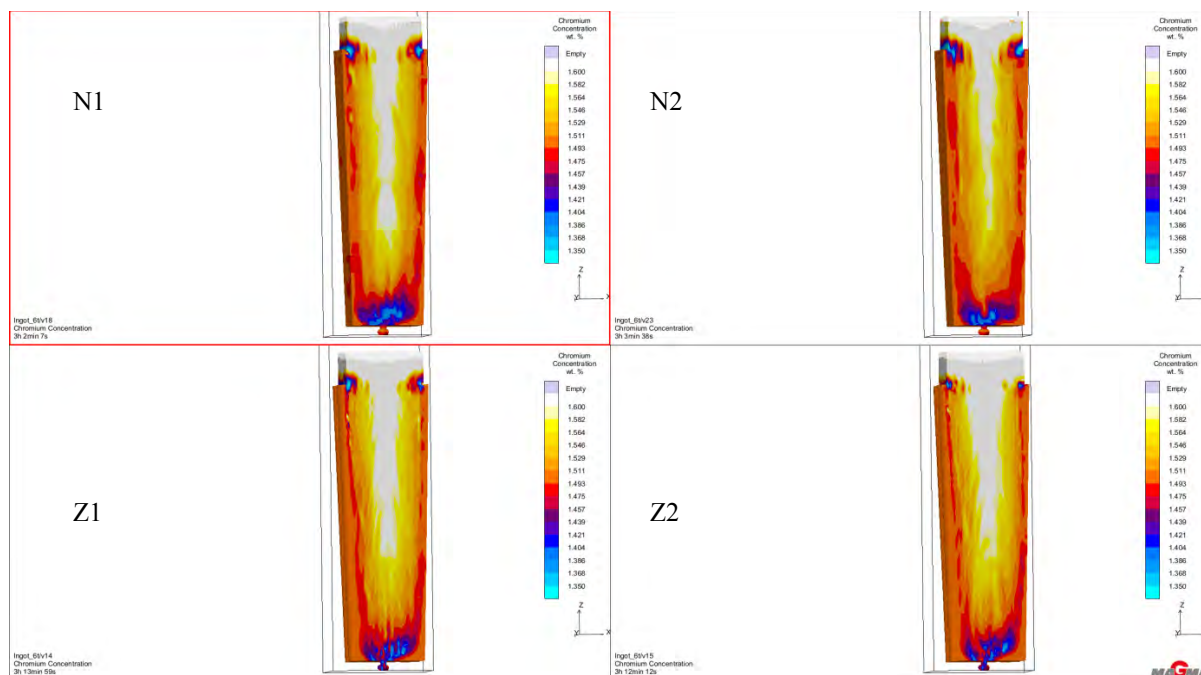 N1
Chromium
Concentration
wt. %
Empty
1.600
1.582
1.564
1.546
1.529
1.511
1.493
1.475
1.457
1.439
1.421
1.404
1.386
1.368
1.350
Z
Y
X
Ingot_6t/v18
Chromium Concentration
3h 2min 7s
N2
Chromium
Concentration
wt. %
Empty
1.600
1.582
1.564
1.546
1.529
1.511
1.493
1.475
1.457
1.439
1.421
1.404
1.386
1.368
1.350
Z
Y
Ingot_6t/v23
Chromium Concentration
3h 3min 38s
Z1
Chromium
Concentration
wt. %
Empty
1.600
1.582
1.564
1.546
1.529
1.511
1.493
1.475
1.457
1.439
1.421
1.404
1.386
1.368
1.350
Z
Y
X
Ingot_6t/v14
Chromium Concentration
3h 13min 59s
Z2
Chromium
Concentration
wt. %
Empty
1.600
1.582
1.564
1.546
1.529
1.511
1.493
1.475
1.457
1.439
1.421
1.404
1.386
1.368
1.350
Z
Y
Ingot_6t/v15
Chromium Concentration
3h 12min 12s